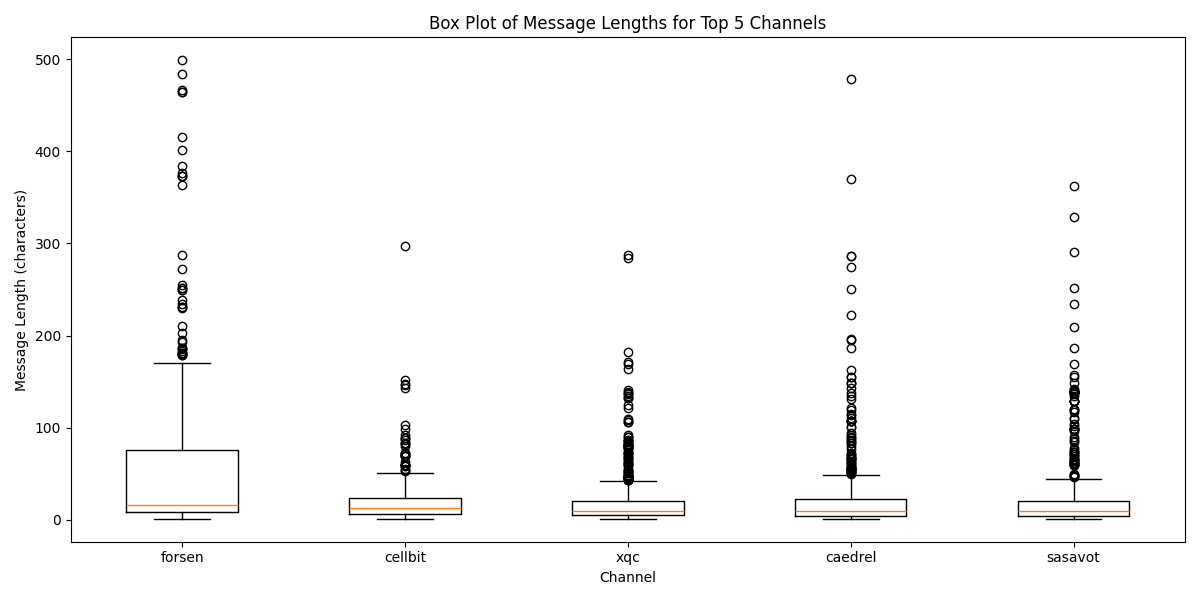 Box Plot of Message Lengths for Top 5 Channels
Message Length (characters)
500
400
300
200
100
0
forsen
cellbit
xqc
caedrel
sasavot
Channel